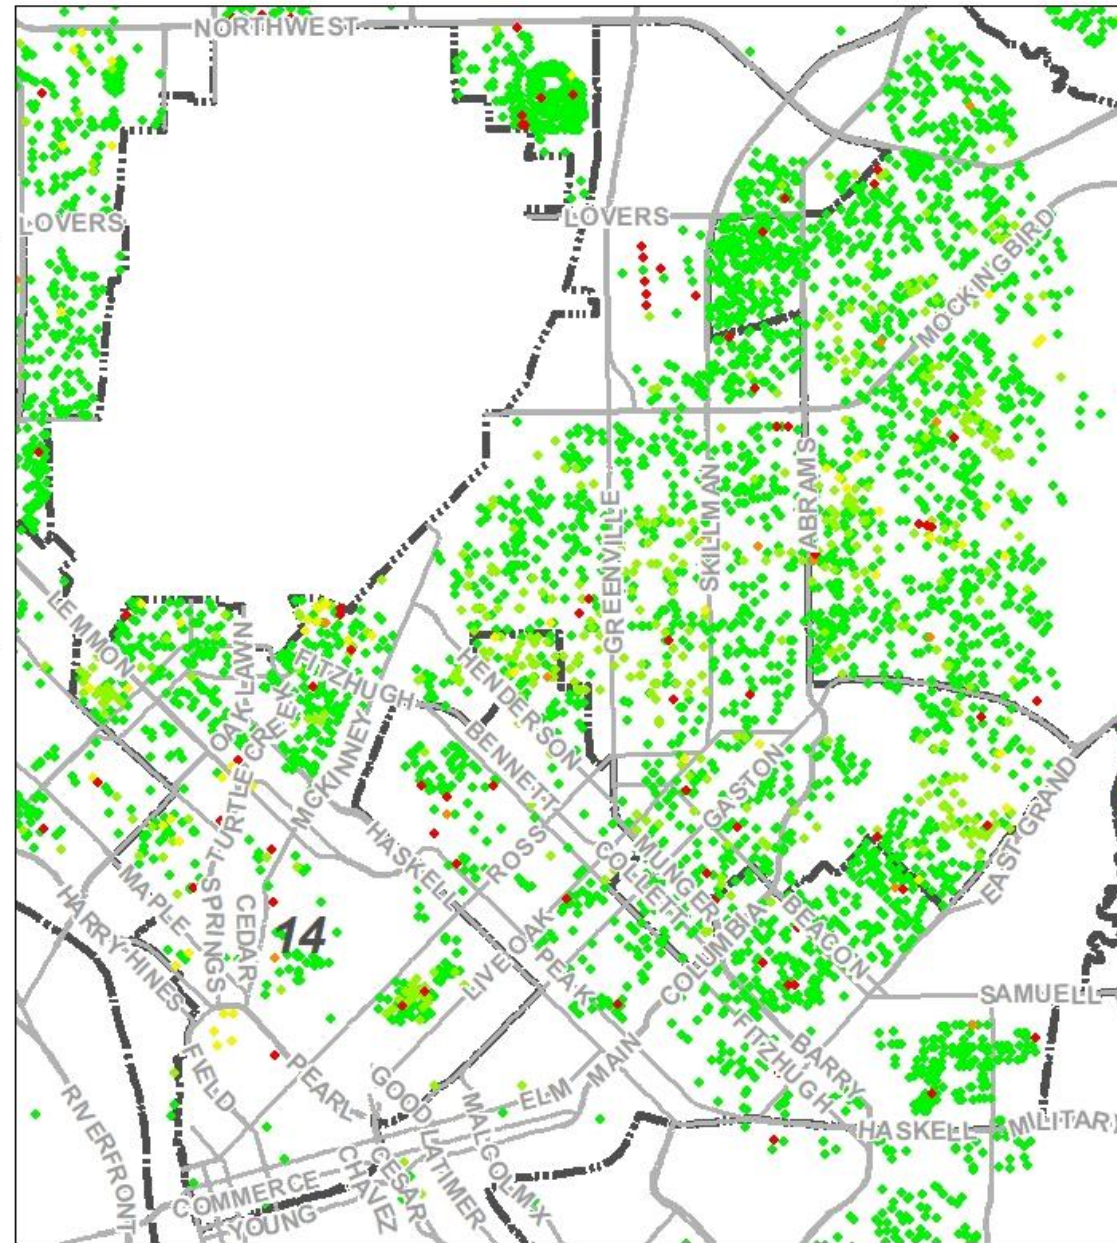 NORTHWEST
LOVERS
LOVERS
MOCKINGBIRD
ABRAMS
SKILLMAN
GREENVILLE
LEMMON
OAK LAWN
TURTLE CREEK
FITZHUGH
HENDERSON
MCKINNEY
BENNETT
GASTON
EAST GRAND
HASKELL
ROSS
MUNGER
COLLETT
MAPLE
SPRINGS
CEDAR
HARRY HINES
14
LIVE OAK
PEAK
COLUMBIA
BEACON
SAMUELL
FIELD
PEARL
GOOD LATIMER
ELM
MAIN
FITZHUGH
BARRY
HASKELL
MILITARY
RIVERFRONT
MALCOLM X
COMMERCE
CESAR CHAVEZ
YOUNG